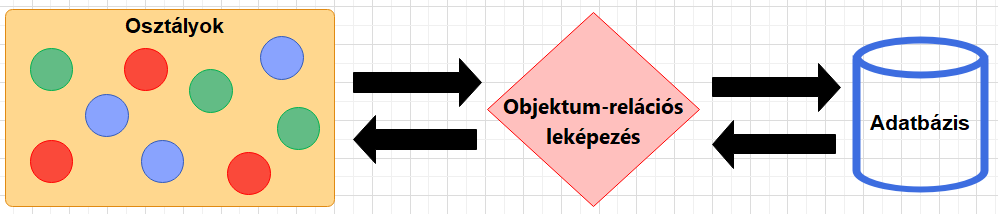 Osztályok
Objektum-relációs
leképezés
Adatbázis